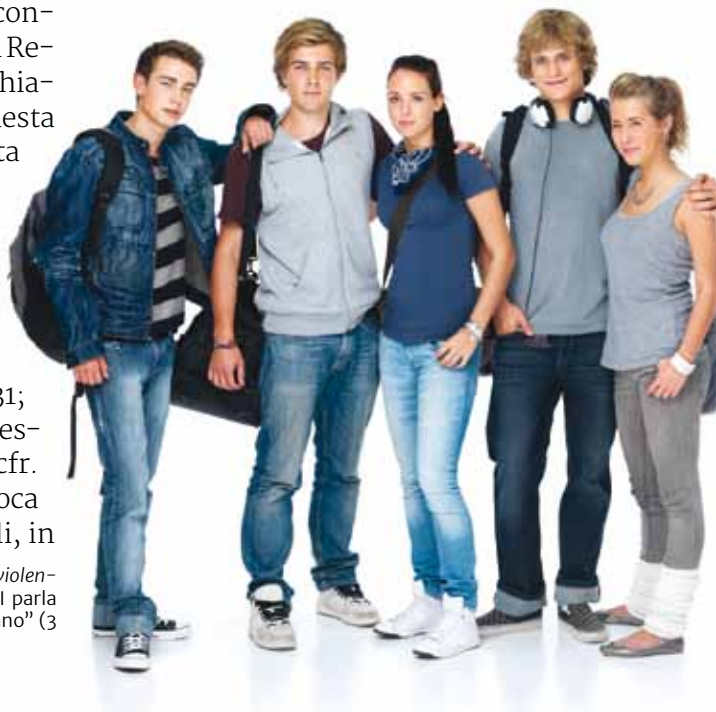 con-
Re-
hia-
esta
ta
31;
es-
cfr.
oca
li, in
violen-
I parla
no” (3